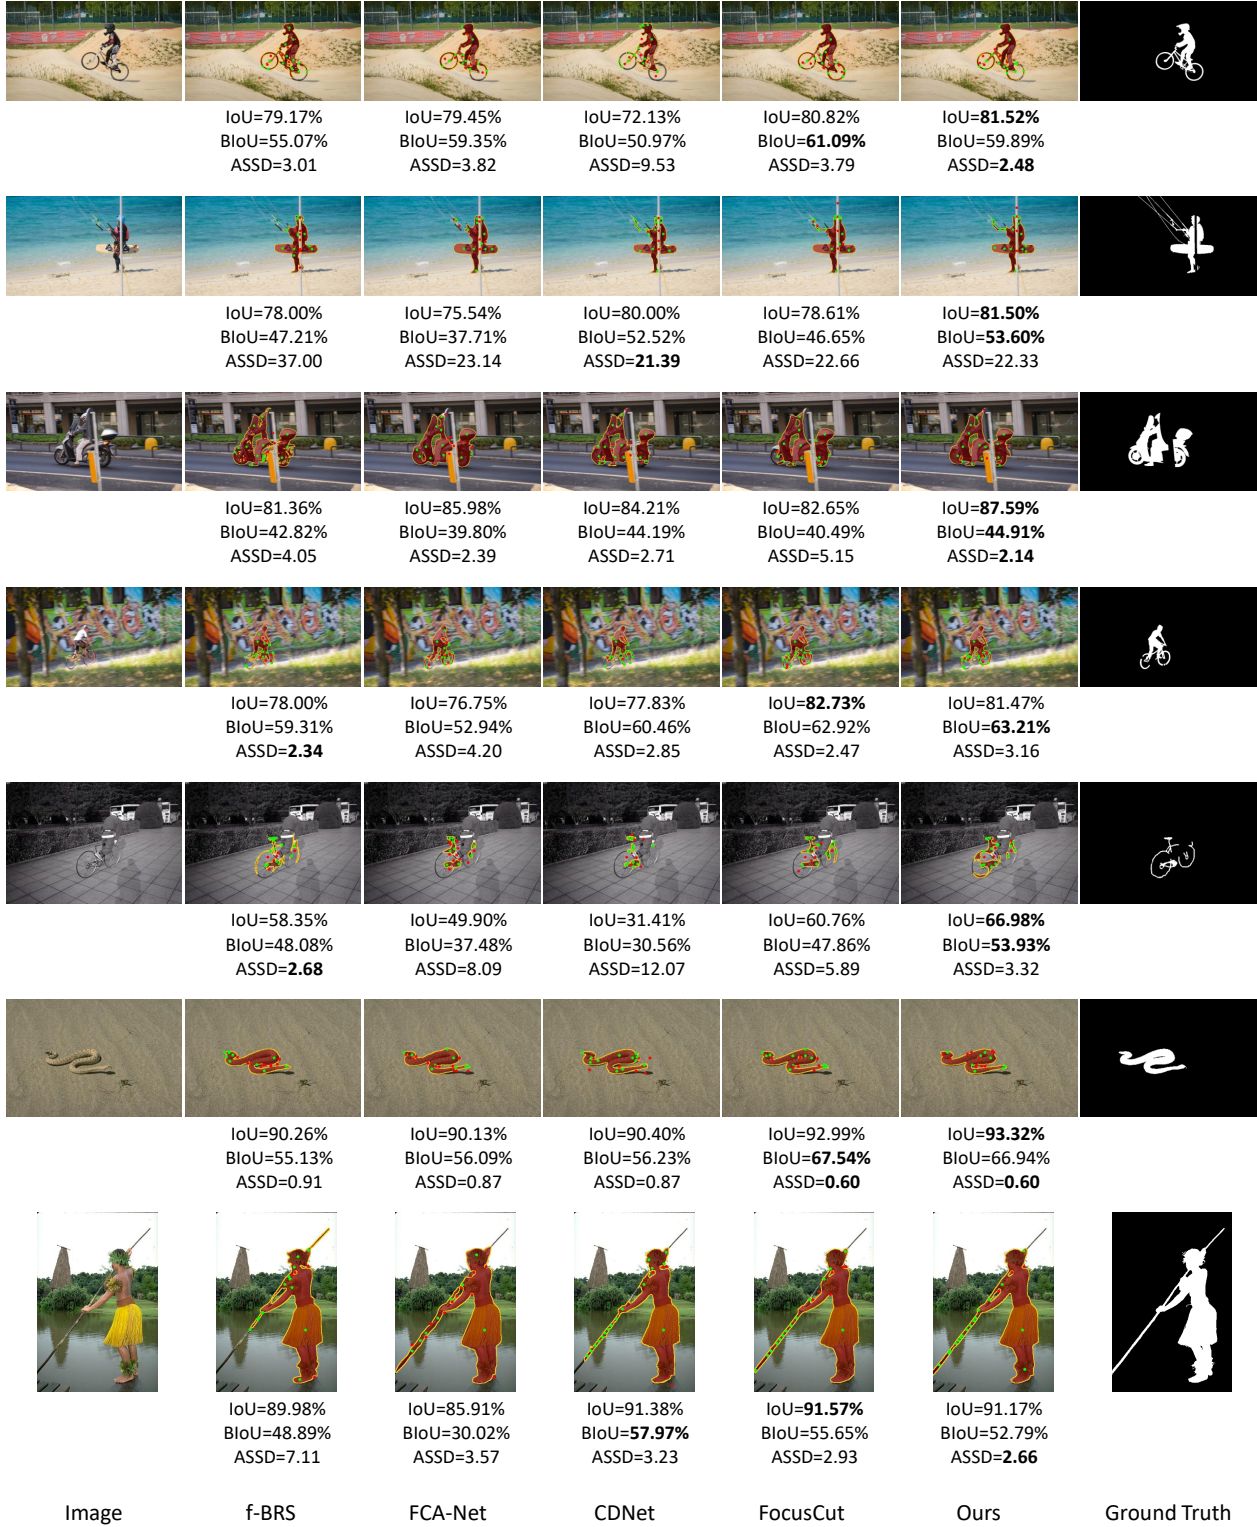 IoU=79.17% IoU=79.45% IoU=72.13% IoU=80.82% IoU=81.52%
BIoU=55.07% BIoU=59.35% BIoU=50.97% BIoU=61.09% BIoU=59.89%
ASSD=3.01 ASSD=3.82 ASSD=9.53 ASSD=3.79 ASSD=2.48
IoU=78.00% IoU=75.54% IoU=80.00% IoU=78.61% IoU=81.50%
BIoU=47.21% BIoU=37.71% BIoU=52.52% BIoU=46.65% BIoU=53.60%
ASSD=37.00 ASSD=23.14 ASSD=21.39 ASSD=22.66 ASSD=22.33
IoU=81.36% IoU=85.98% IoU=84.21% IoU=82.65% IoU=87.59%
BIoU=42.82% BIoU=39.80% BIoU=44.19% BIoU=40.49% BIoU=44.91%
ASSD=4.05 ASSD=2.39 ASSD=2.71 ASSD=5.15 ASSD=2.14
IoU=78.00% IoU=76.75% IoU=77.83% IoU=82.73% IoU=81.47%
BIoU=59.31% BIoU=52.94% BIoU=60.46% BIoU=62.92% BIoU=63.21%
ASSD=2.34 ASSD=4.20 ASSD=2.85 ASSD=2.47 ASSD=3.16
IoU=58.35% IoU=49.90% IoU=31.41% IoU=60.76% IoU=66.98%
BIoU=48.08% BIoU=37.48% BIoU=30.56% BIoU=47.86% BIoU=53.93%
ASSD=2.68 ASSD=8.09 ASSD=12.07 ASSD=5.89 ASSD=3.32
IoU=90.26% IoU=90.13% IoU=90.40% IoU=92.99% IoU=93.32%
BIoU=55.13% BIoU=56.09% BIoU=56.23% BIoU=67.54% BIoU=66.94%
ASSD=0.91 ASSD=0.87 ASSD=0.87 ASSD=0.60 ASSD=0.60
IoU=89.98% IoU=85.91% IoU=91.38% IoU=91.57% IoU=91.17%
BIoU=48.89% BIoU=30.02% BIoU=57.97% BIoU=55.65% BIoU=52.79%
ASSD=7.11 ASSD=3.57 ASSD=3.23 ASSD=2.93 ASSD=2.66
Image f-BRS FCA-Net CDNet FocusCut Ours Ground Truth